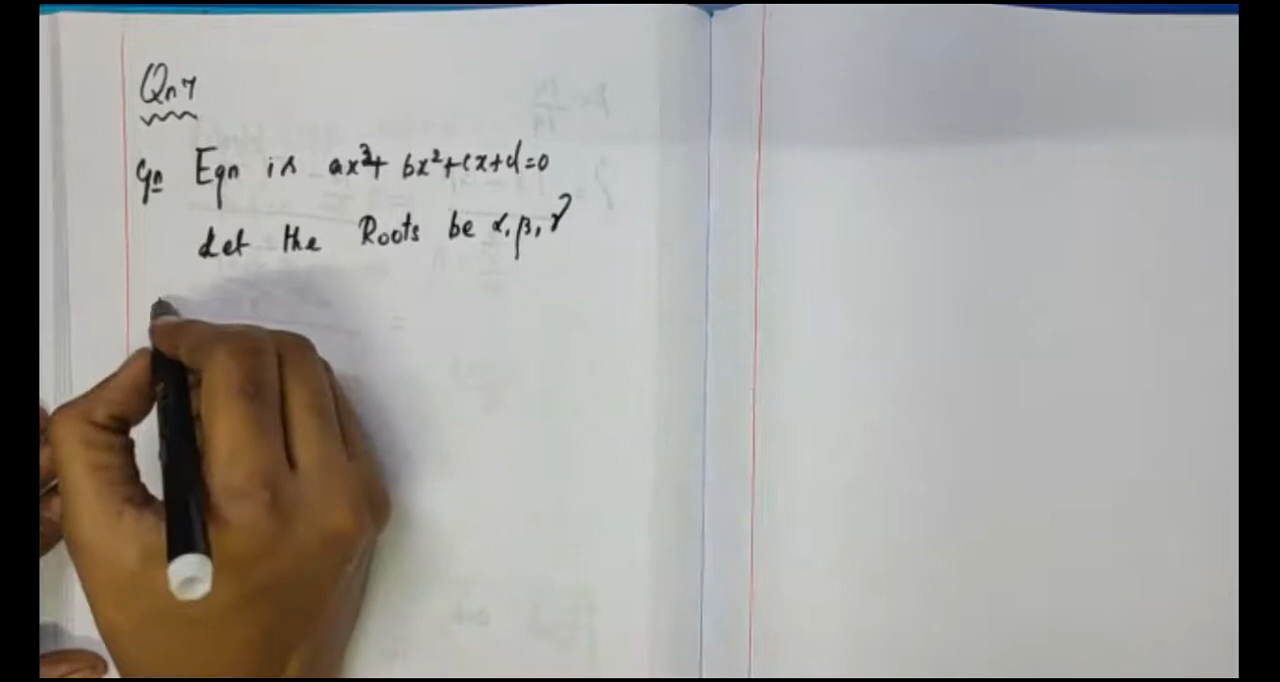 Qn 7
Gn Eqn is ax³+ bx²+cx+d=0
Let the Roots be α, β, γ